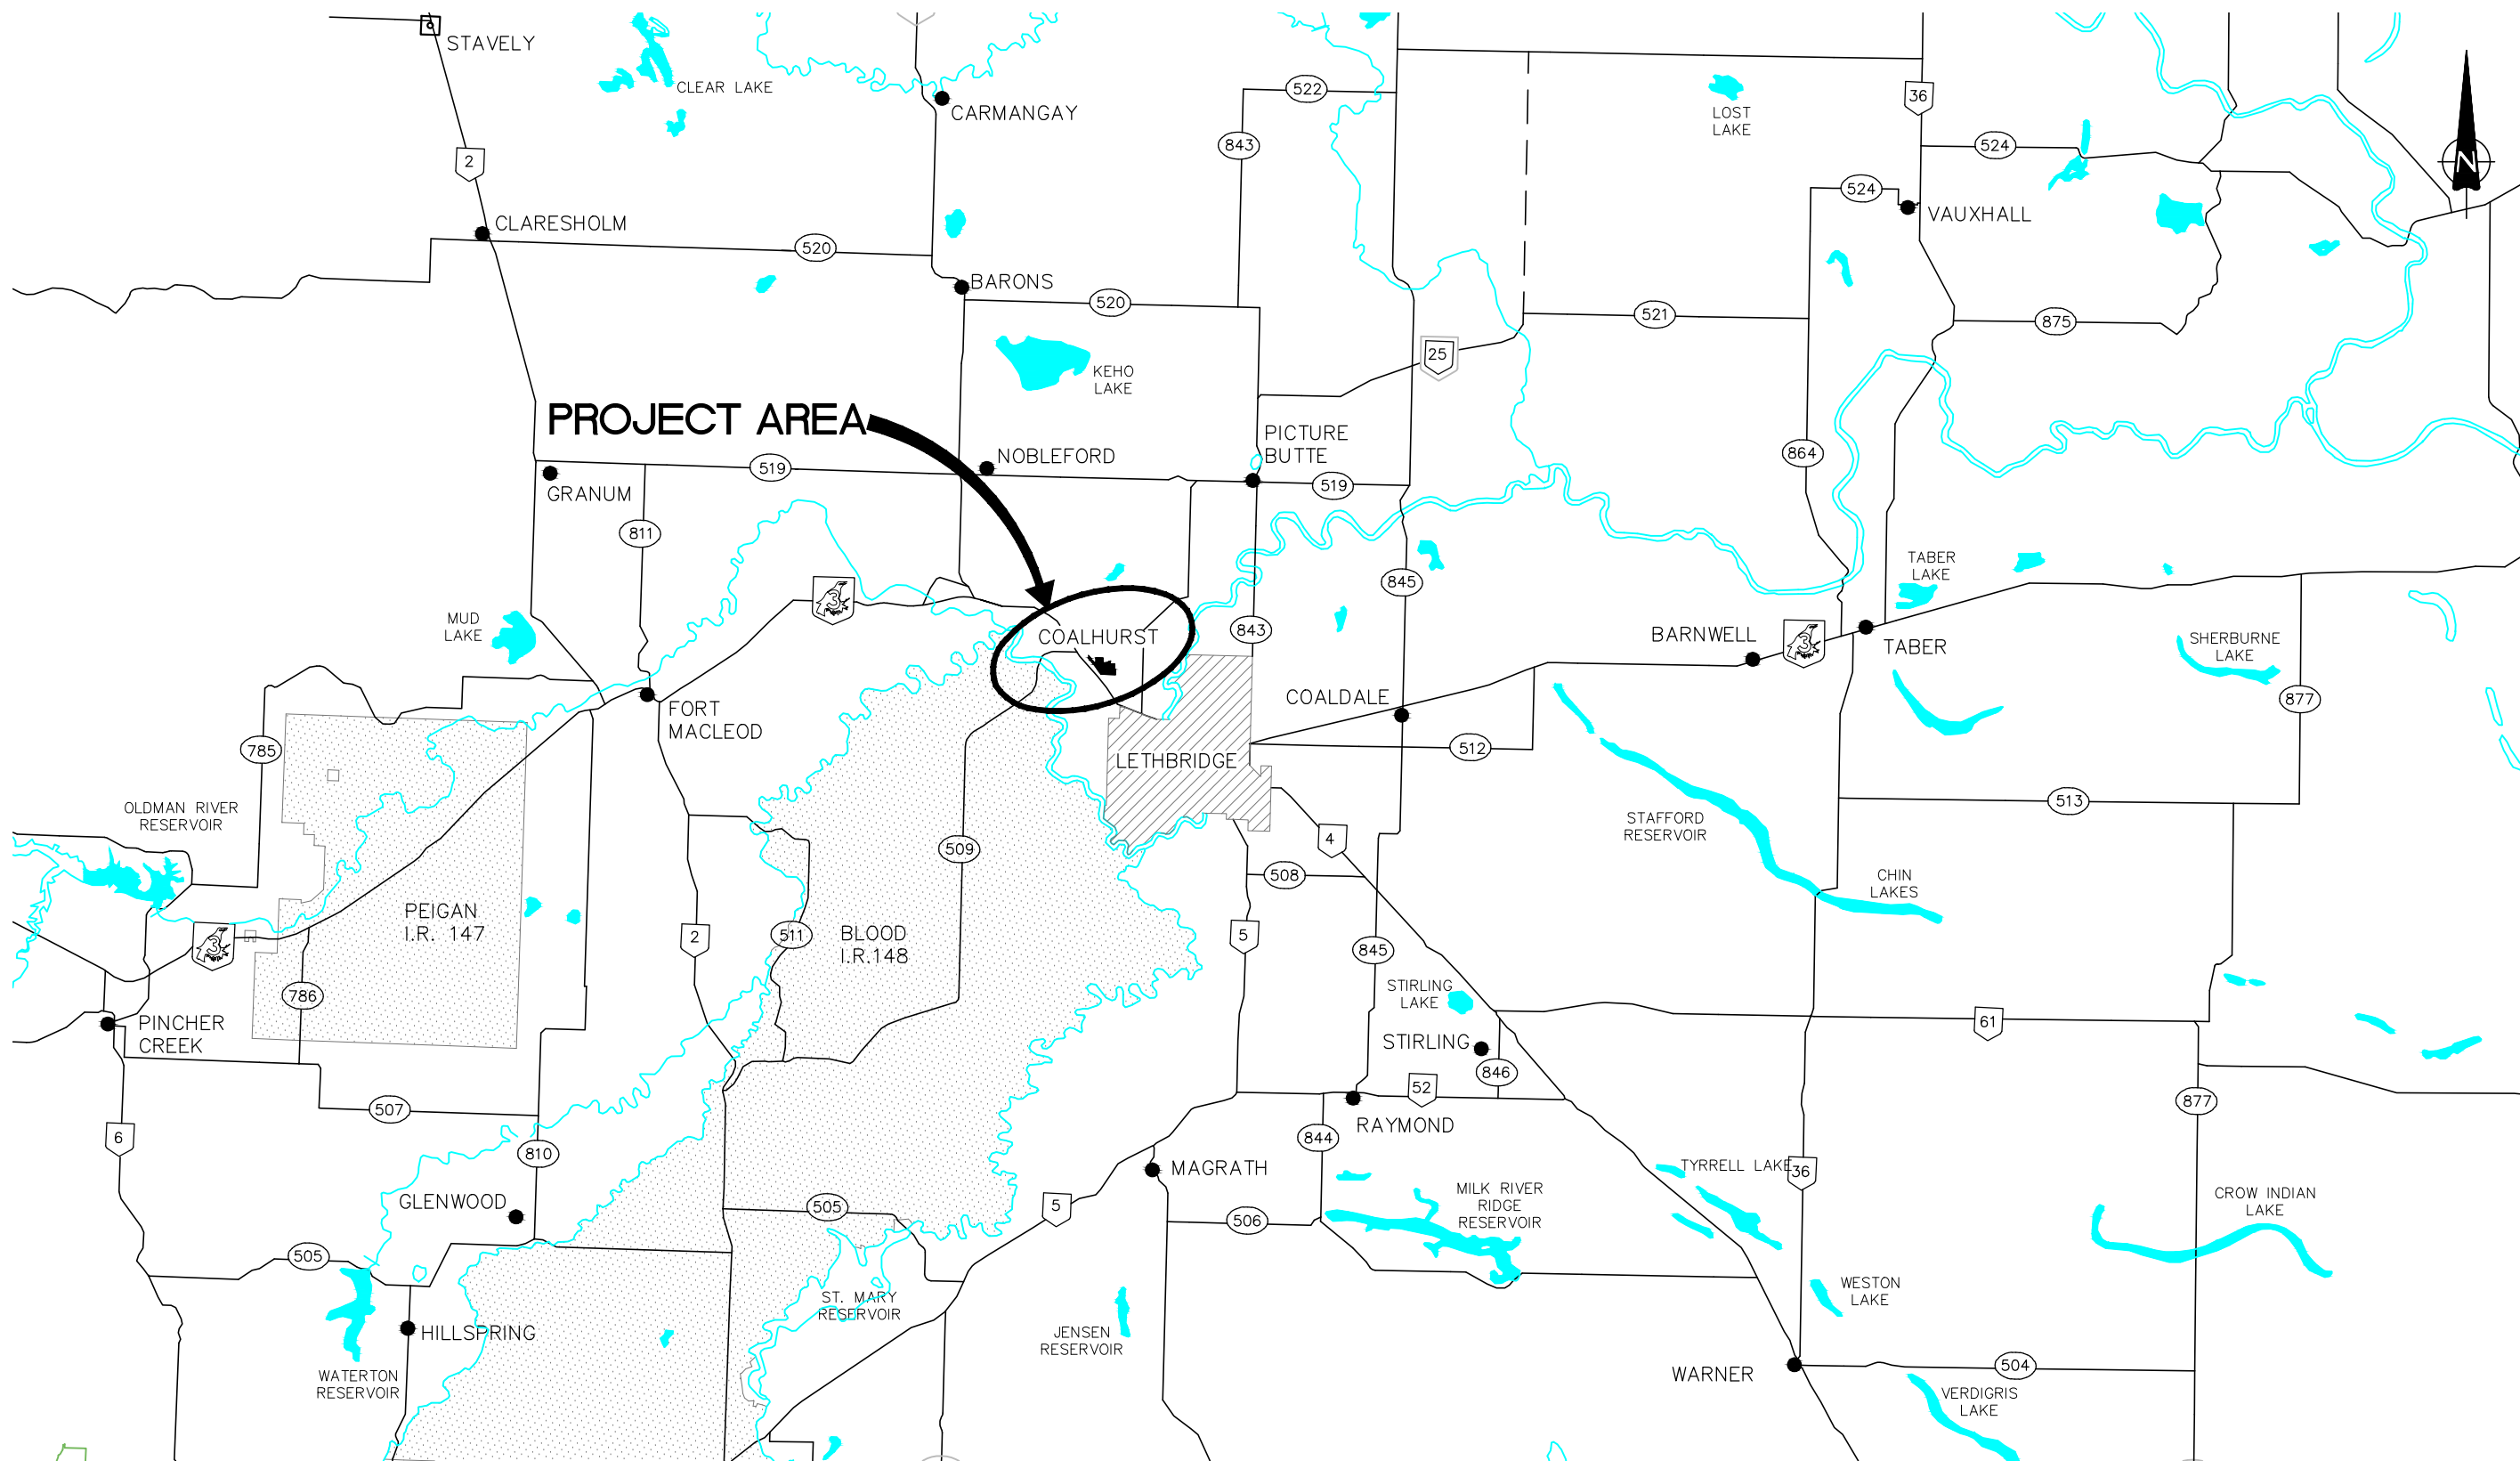 STAVELY
CLEAR LAKE
CARMANGAY
522
843
36
LOST
LAKE
524
N
2
524
VAUXHALL
CLARESHOLM
520
BARONS
520
521
875
25
KEHO
LAKE
PROJECT AREA
PICTURE
BUTTE
NOBLEFORD
519
519
GRANUM
864
811
845
TABER
LAKE
3
MUD
LAKE
COALHURST
843
BARNWELL
3
TABER
SHERBURNE
LAKE
COALDALE
877
FORT
MACLEOD
785
512
LETHBRIDGE
OLDMAN RIVER
RESERVOIR
513
STAFFORD
RESERVOIR
509
4
508
CHIN
LAKES
PEIGAN
I.R. 147
2
511
BLOOD
I.R.148
5
845
3
786
STIRLING
LAKE
61
PINCHER
CREEK
STIRLING
846
52
507
877
RAYMOND
6
844
810
MAGRATH
TYRRELL LAKE
36
GLENWOOD
505
5
506
MILK RIVER
RIDGE
RESERVOIR
CROW INDIAN
LAKE
505
WESTON
LAKE
ST. MARY
RESERVOIR
HILLSPRING
JENSEN
RESERVOIR
WATERTON
RESERVOIR
WARNER
504
VERDIGRIS
LAKE